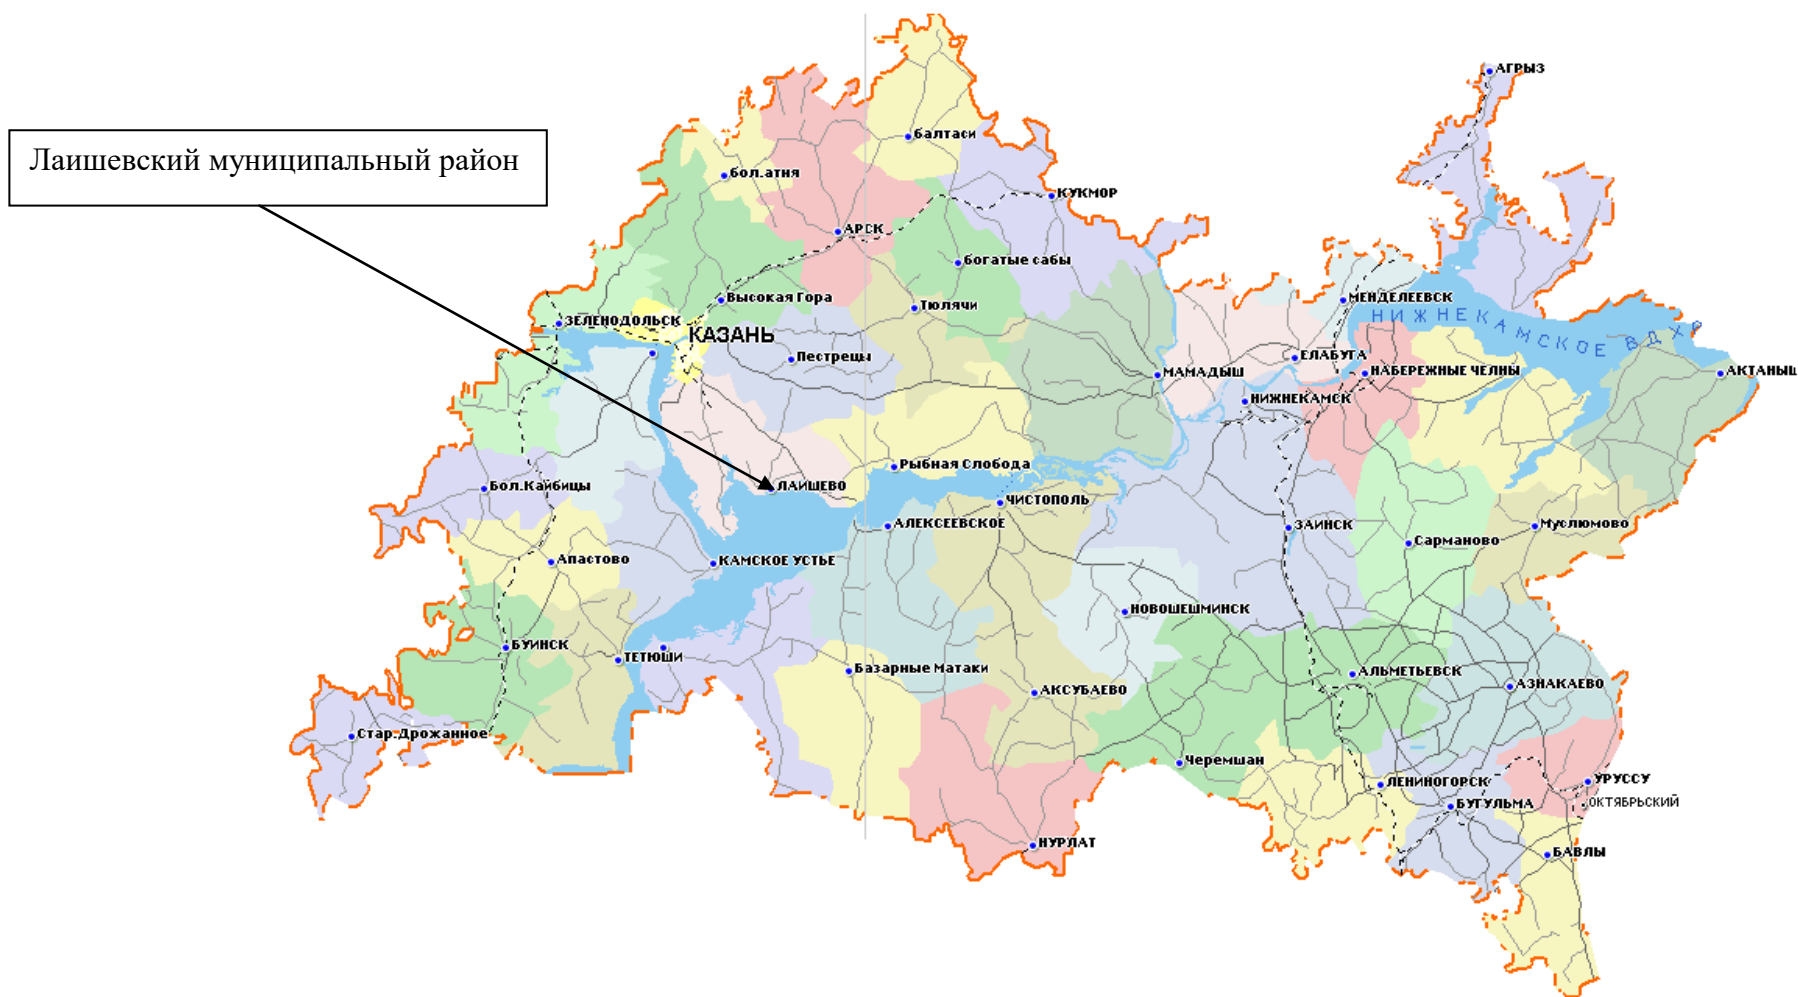 Лаишевский муниципальный район
АГРЫЗ
Балтаси
Бол.атня
КУКМОР
АРСК
Богатые сабы
Высокая Гора
Тюлячи
МЕНДЕЛЕЕВСК
НИЖНЕКАМСКОЕ ВДХР
ЗЕЛЕНОДОЛЬСК
КАЗАНЬ
Пестрецы
ЕЛАБУГА
МАМАДЫШ
НАБЕРЕЖНЫЕ ЧЕЛНЫ
АКТАНЫШ
НИЖНЕКАМСК
Рыбная Слобода
Бол.Кайбицы
ЛАИШЕВО
ЧИСТОПОЛЬ
АЛЕКСЕЕВСКОЕ
ЗАИНСК
Муслюмово
Сарманово
Апастово
КАМСКОЕ УСТЬЕ
НОВОШЕШМИНСК
БУИНСК
ТЕТЮШИ
Базарные Матаки
АЛЬМЕТЬЕВСК
АКСУБАЕВО
АЗНАКАЕВО
Стар.Дрожанное
Черемшан
ЛЕНИНОГОРСК
УРУССУ
БУГУЛЬМА
ОКТЯБРЬСКИЙ
НУРЛАТ
БАВЛЫ